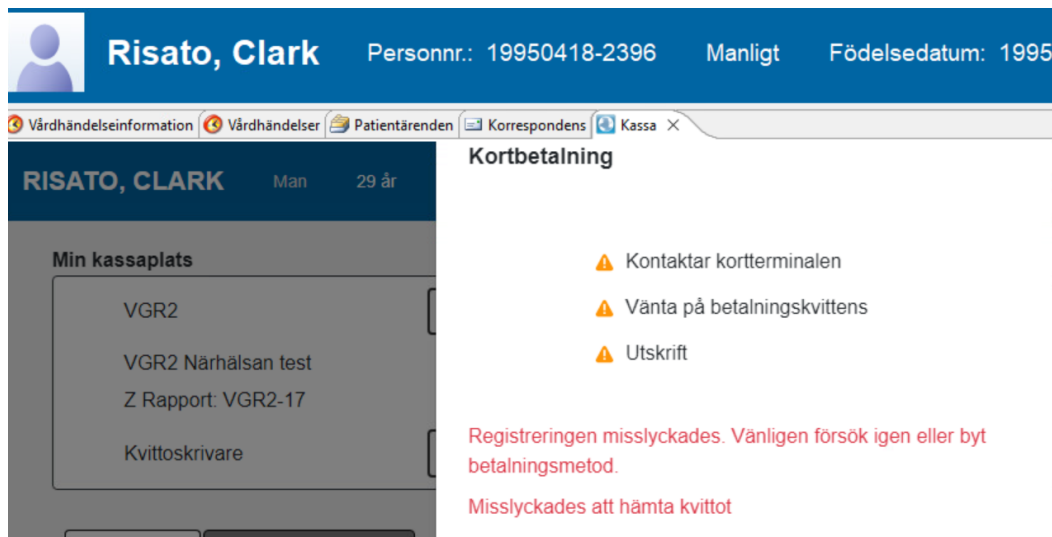 Risato, Clark Personnr.: 19950418-2396 Manligt Födelsedatum: 1995
Vårdhändelseinformation Vårdhändelser Patientärenden Korrespondens Kassa
RISATO, CLARK Man 29 år
Kortbetalning
Min kassaplats
VGR2
VGR2 Närhälsan test
Z Rapport: VGR2-17
Kvittoskrivare
Kontaktar kortterminalen
Vänta på betalningskvittens
Utskrift
Registreringen misslyckades. Vänligen försök igen eller byt
betalningsmetod.
Misslyckades att hämta kvittot